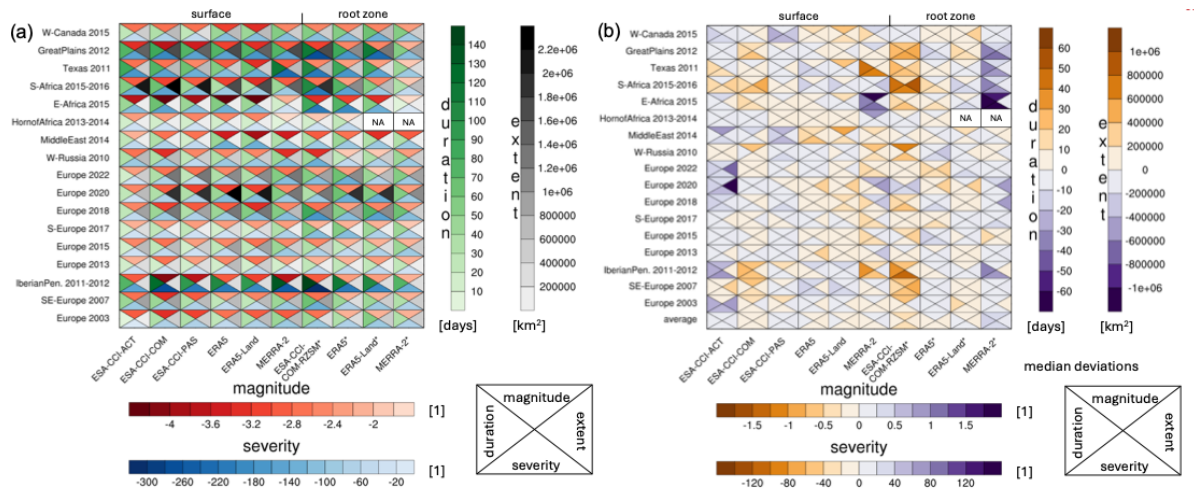 (a)
surface
root zone
W-Canada 2015
GreatPlains 2012
Texas 2011
S-Africa 2015-2016
E-Africa 2015
HornofAfrica 2013-2014
NA
NA
MiddleEast 2014
W-Russia 2010
Europe 2022
Europe 2020
Europe 2018
S-Europe 2017
Europe 2015
Europe 2013
IberianPen. 2011-2012
SE-Europe 2007
Europe 2003
ESA-CCI-ACT
ESA-CCI-COM
ESA-CCI-PAS
ERA5
ERA5-Land
MERRA-2
ESA-CCI-
COM-RZSM*
ERA5*
ERA5-Land*
MERRA-2*
140
130
120
110
100
90
80
70
60
50
40
30
20
10
duration
[days]
2.2e+06
2e+06
1.8e+06
1.6e+06
1.4e+06
1.2e+06
1e+06
800000
600000
400000
200000
extent
[km²]
magnitude
-4
-3.6
-3.2
-2.8
-2.4
-2
[1]
severity
-300
-260
-220
-180
-140
-100
-60
-20
[1]
magnitude
duration
extent
severity
(b)
surface
root zone
W-Canada 2015
GreatPlains 2012
Texas 2011
S-Africa 2015-2016
E-Africa 2015
HornofAfrica 2013-2014
NA
NA
MiddleEast 2014
W-Russia 2010
Europe 2022
Europe 2020
Europe 2018
S-Europe 2017
Europe 2015
Europe 2013
IberianPen. 2011-2012
SE-Europe 2007
Europe 2003
average
ESA-CCI-ACT
ESA-CCI-COM
ESA-CCI-PAS
ERA5
ERA5-Land
MERRA-2
ESA-CCI-
COM-RZSM*
ERA5*
ERA5-Land*
MERRA-2*
60
50
40
30
20
10
0
-10
-20
-30
-40
-50
-60
duration
[days]
1e+06
800000
600000
400000
200000
0
-200000
-400000
-600000
-800000
-1e+06
extent
[km²]
median deviations
magnitude
-1.5
-1
-0.5
0
0.5
1
1.5
[1]
severity
-120
-80
-40
0
40
80
120
[1]
magnitude
duration
extent
severity